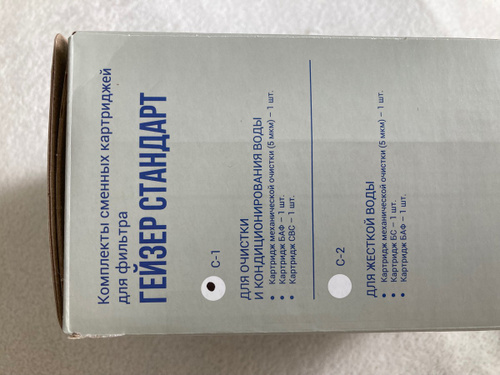 Комплекты сменных картриджей
для фильтра
ГЕЙЗЕР СТАНДАРТ
С-1
ДЛЯ ОЧИСТКИ
И КОНДИЦИОНИРОВАНИЯ ВОДЫ
• Картридж механической очистки (5 мкм) – 1 шт.
• Картридж БАФ – 1 шт.
• Картридж СВС – 1 шт.
С-2
ДЛЯ ЖЕСТКОЙ ВОДЫ
• Картридж механической очистки (5 мкм) – 1 шт.
• Картридж БС – 1 шт.
• Картридж БАФ – 1 шт.